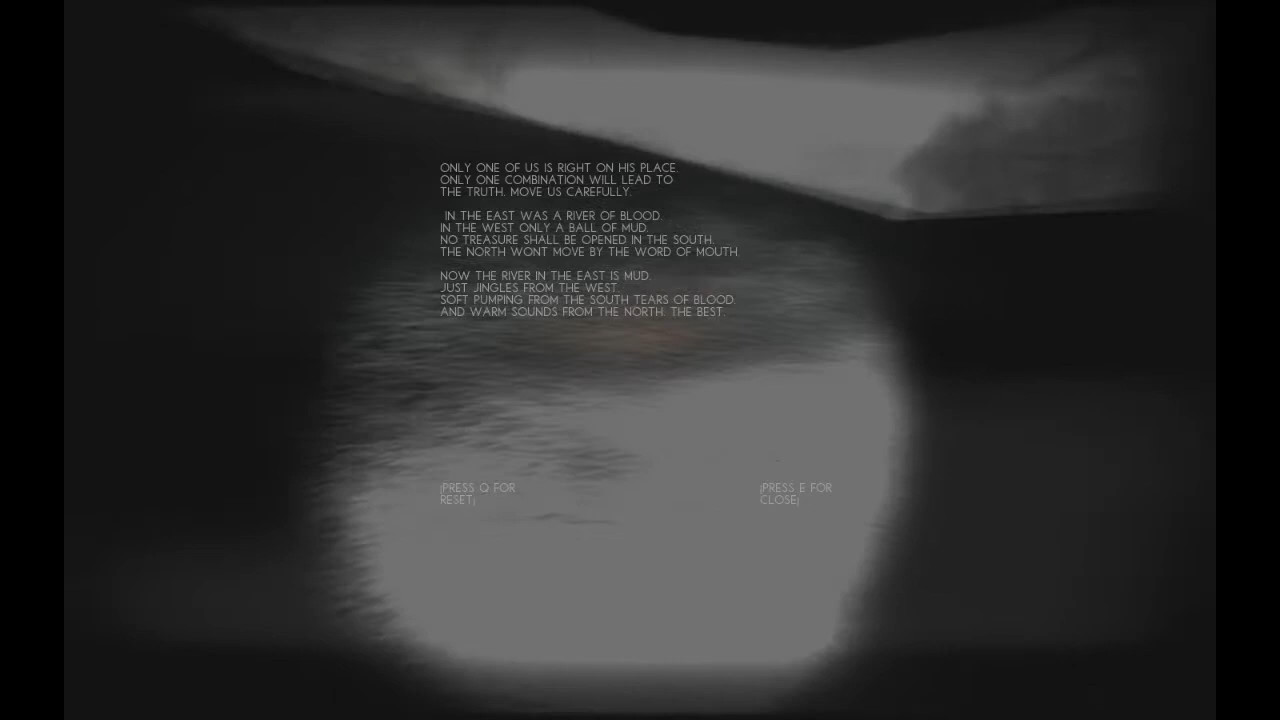 ONLY ONE OF US IS RIGHT ON HIS PLACE.
ONLY ONE COMBINATION WILL LEAD TO
THE TRUTH. MOVE US CAREFULLY.
IN THE EAST WAS A RIVER OF BLOOD.
IN THE WEST ONLY A BALL OF MUD.
NO TREASURE SHALL BE OPENED IN THE SOUTH.
THE NORTH WONT MOVE BY THE WORD OF MOUTH
NOW THE RIVER IN THE EAST IS MUD.
JUST JINGLES FROM THE WEST.
SOFT PUMPING FROM THE SOUTH TEARS OF BLOOD.
AND WARM SOUNDS FROM THE NORTH. THE BEST.
(PRESS Q FOR
RESET)
(PRESS E FOR
CLOSE)